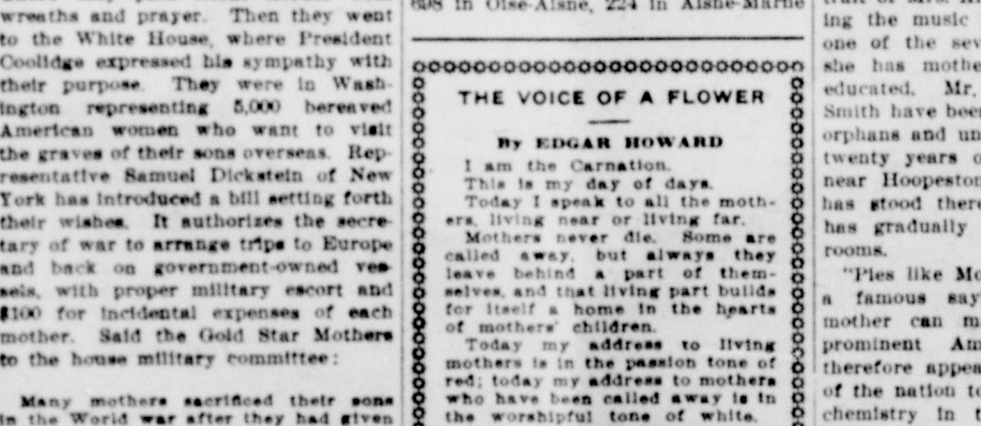 wreaths and prayer. Then they went
to the White House, where President
Coolidge expressed his sympathy with
their purpose. They were in Wash-
ington representing 5,000 bereaved
American women who want to visit
the graves of their sons overseas. Rep-
resentative Samuel Dickstein of New
York has introduced a bill setting forth
their wishes. It authorizes the secre-
tary of war to arrange trips to Europe
and back on government-owned ves-
sels, with proper military escort and
$100 for incidental expenses of each
mother. Said the Gold Star Mothers
to the house military committee:
Many mothers sacrificed their sons
in the World war after they had given
608 in Oise-Aisne, 224 in Aisne-Marne
THE VOICE OF A FLOWER
By EDGAR HOWARD
I am the Carnation.
This is my day of days.
Today I speak to all the moth-
ers, living near or living far.
Mothers never die. Some are
called away, but always they
leave behind a part of them-
selves, and that living part builds
for itself a home in the hearts
of mothers' children.
Today my address to living
mothers is in the passion tone of
red; today my address to mothers
who have been called away is in
the worshipful tone of white.
ing the music
one of the
she has
educated. Mr.
Smith have
orphans and
twenty years
near
has stood
has gradually
rooms.
"Pies like
a famous
mother can
prominent
therefore
of the nation
chemistry in